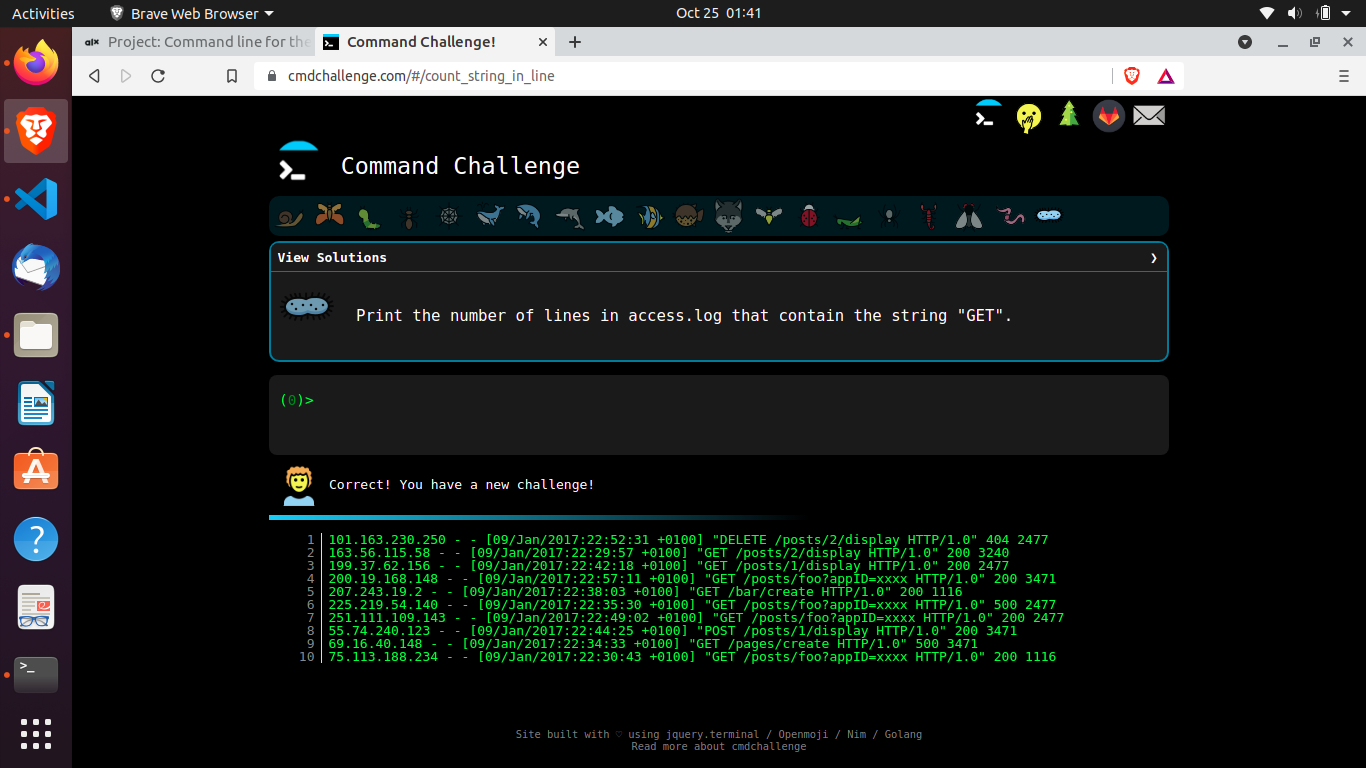 Activities Brave Web Browser Oct 25 01:41
alx Project: Command line for the Command Challenge!
cmdchallenge.com/#/count_string_in_line
Command Challenge
View Solutions
Print the number of lines in access.log that contain the string "GET".
(0)>
Correct! You have a new challenge!
1 101.163.230.250 - - [09/Jan/2017:22:52:31 +0100] "DELETE /posts/2/display HTTP/1.0" 404 2477
2 163.56.115.58 - - [09/Jan/2017:22:29:57 +0100] "GET /posts/2/display HTTP/1.0" 200 3240
3 199.37.62.156 - - [09/Jan/2017:22:42:18 +0100] "GET /posts/1/display HTTP/1.0" 200 2477
4 200.19.168.148 - - [09/Jan/2017:22:57:11 +0100] "GET /posts/foo?appID=xxxx HTTP/1.0" 200 3471
5 207.243.19.2 - - [09/Jan/2017:22:38:03 +0100] "GET /bar/create HTTP/1.0" 200 1116
6 225.219.54.140 - - [09/Jan/2017:22:35:30 +0100] "GET /posts/foo?appID=xxxx HTTP/1.0" 500 2477
7 251.111.109.143 - - [09/Jan/2017:22:49:02 +0100] "GET /posts/foo?appID=xxxx HTTP/1.0" 200 2477
8 55.74.240.123 - - [09/Jan/2017:22:44:25 +0100] "POST /posts/1/display HTTP/1.0" 200 3471
9 69.16.40.148 - - [09/Jan/2017:22:34:33 +0100] "GET /pages/create HTTP/1.0" 500 3471
10 75.113.188.234 - - [09/Jan/2017:22:30:43 +0100] "GET /posts/foo?appID=xxxx HTTP/1.0" 200 1116
Site built with ♡ using jquery.terminal / Openmoji / Nim / Golang
Read more about cmdchallenge